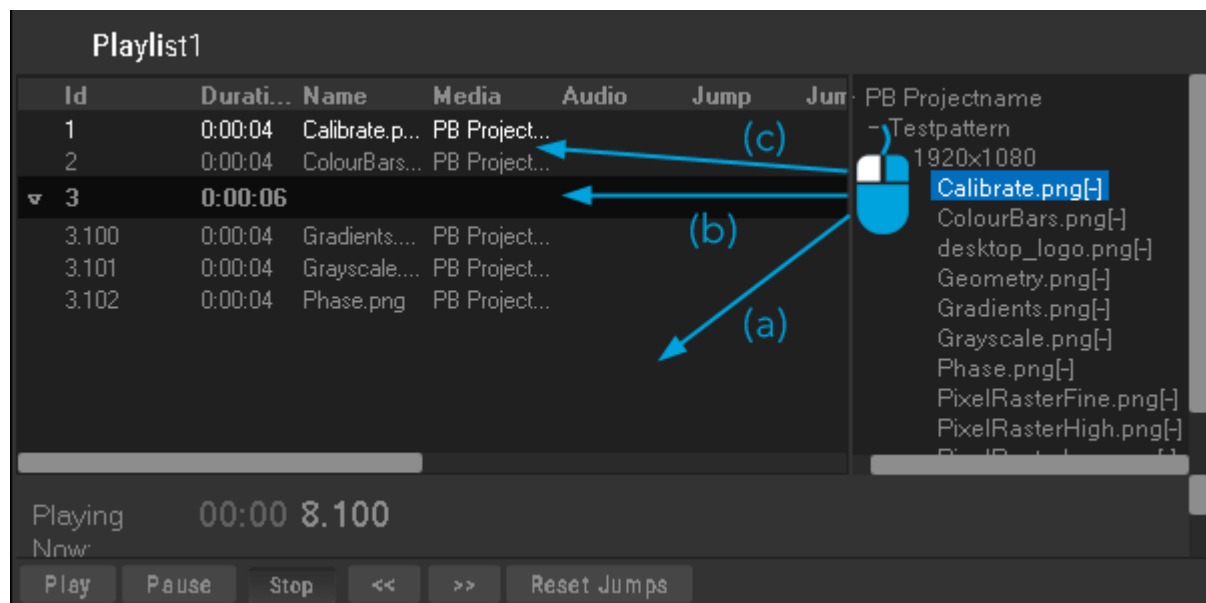 Playlist1
Id Durati... Name Media Audio Jump Jum
1 0:00:04 Calibrate.p... PB Project...
2 0:00:04 ColourBars... PB Project...
3 0:00:06
3.100 0:00:04 Gradients.... PB Project...
3.101 0:00:04 Grayscale.... PB Project...
3.102 0:00:04 Phase.png PB Project...
(c)
(b)
(a)
PB Projectname
Testpattern
1920x1080
Calibrate.png[-]
ColourBars.png[-]
desktop_logo.png[-]
Geometry.png[-]
Gradients.png[-]
Grayscale.png[-]
Phase.png[-]
PixelRasterFine.png[-]
PixelRasterHigh.png[-]
Playing 00:00 8.100
Now:
Play Pause Stop << >> Reset Jumps